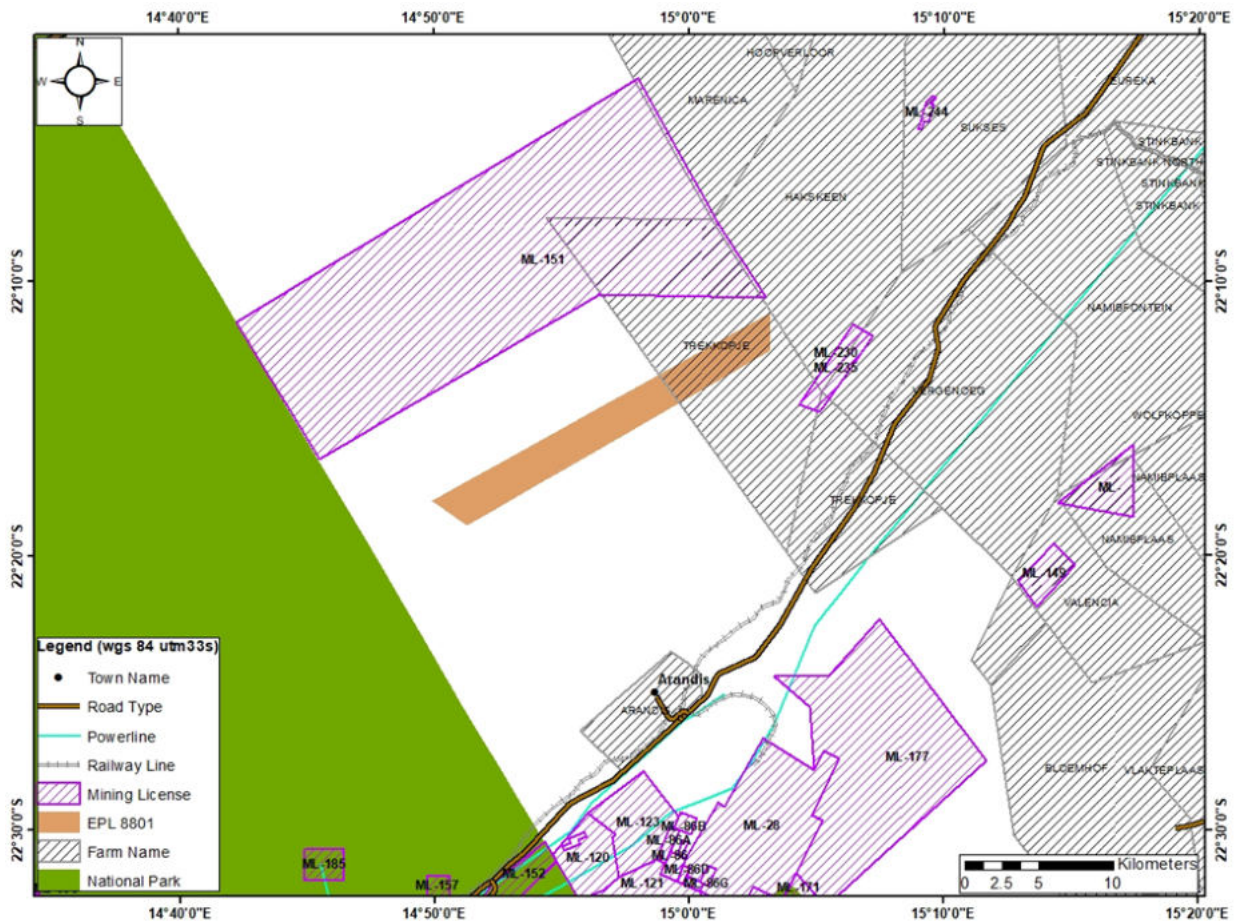 14°40'0"E 14°50'0"E 15°0'0"E 15°10'0"E 15°20'0"E
N
W E
S
HOOPVERLOOR
EUREKA
MARENICA
ML-244
SUKSES
STINKBANK
STINKBANK NORTH
STINKBANK
STINKBANK
HAKSKEEN
ML-151
22°10'0"S 22°10'0"S
NAMIBFONTEIN
TREKKOPJE
ML-230
ML-235
VERGENOEG
WOLFKOPPE
NAMIBPLAAS
ML-
TREKKOPJE
NAMIBPLAAS
22°20'0"S 22°20'0"S
ML-149
VALENCIA
Arandis
ARANDIS
ML-177
BLOEMHOF VLAKTEPLAAS
ML-123 ML-86B ML-28
ML-86A
ML-86
ML-120
ML-86D
ML-121 ML-86G ML-171
ML-152
ML-185
ML-157
22°30'0"S 22°30'0"S
Legend (wgs 84 utm33s)
Town Name
Road Type
Powerline
Railway Line
Mining License
EPL 8801
Farm Name
National Park
Kilometers
0 2.5 5 10
14°40'0"E 14°50'0"E 15°0'0"E 15°10'0"E 15°20'0"E